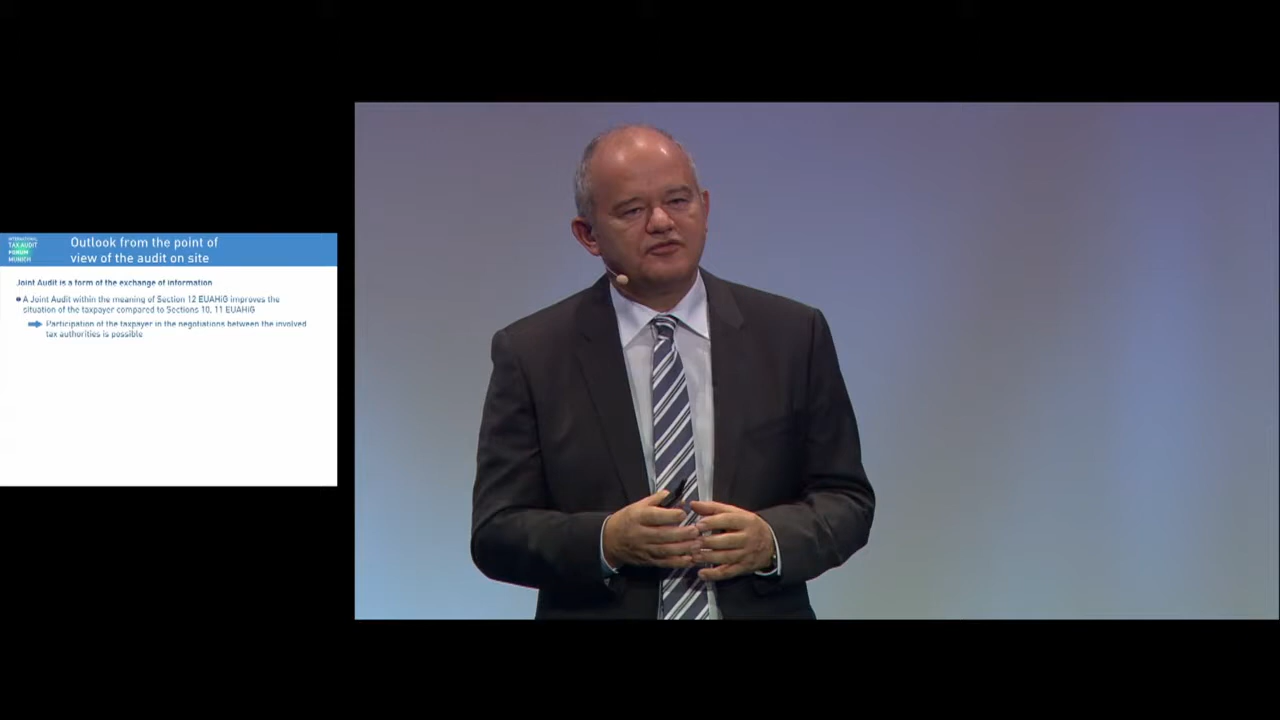 INTERNATIONAL
TAX AUDIT
FORUM
MUNICH
Outlook from the point of
view of the audit on site
Joint Audit is a form of the exchange of information
A Joint Audit within the meaning of Section 12 EUAHiG improves the
situation of the taxpayer compared to Sections 10, 11 EUAHiG
Participation of the taxpayer in the negotiations between the involved
tax authorities is possible